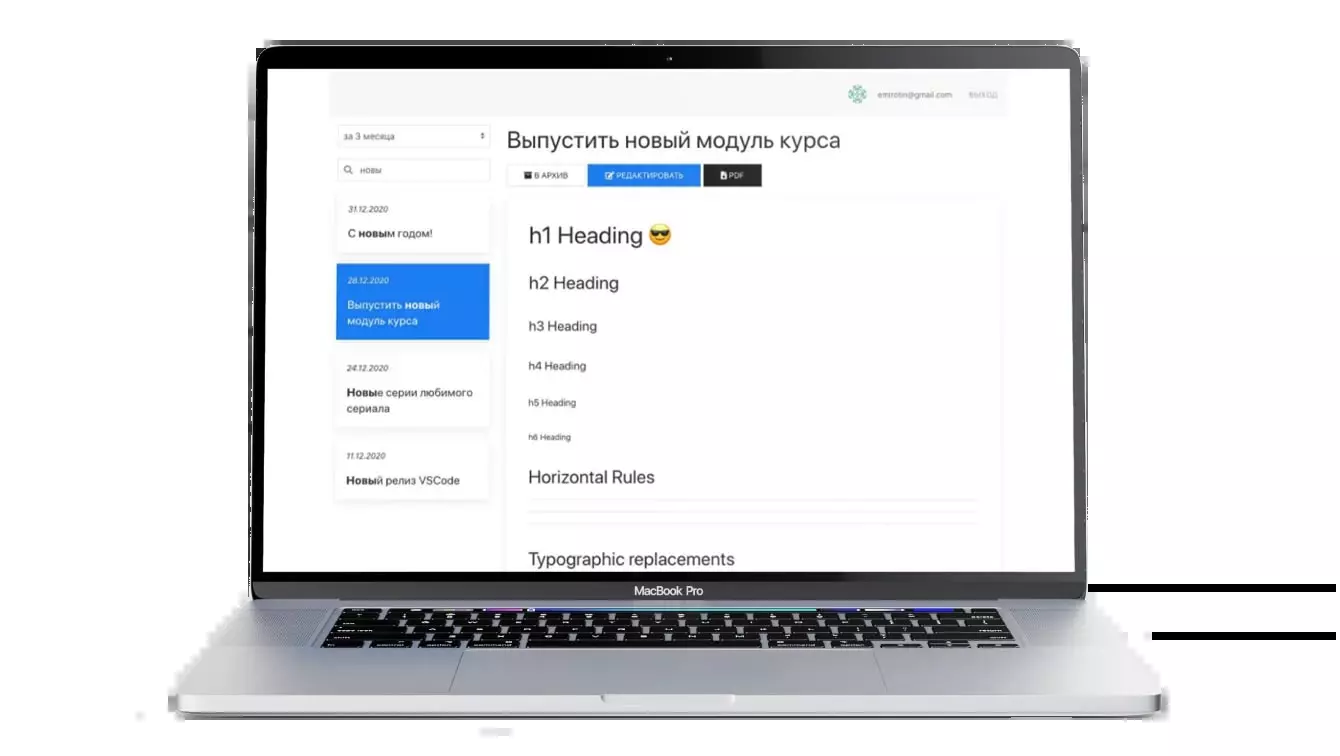 emrotin@gmail.com ВЫХОД
за 3 месяца
новы
31.12.2020
С новым годом!
28.12.2020
Выпустить новый
модуль курса
24.12.2020
Новые серии любимого
сериала
11.12.2020
Новый релиз VSCode
Выпустить новый модуль курса
В АРХИВ
РЕДАКТИРОВАТЬ
PDF
h1 Heading 😎
h2 Heading
h3 Heading
h4 Heading
h5 Heading
h6 Heading
Horizontal Rules
Typographic replacements
MacBook Pro